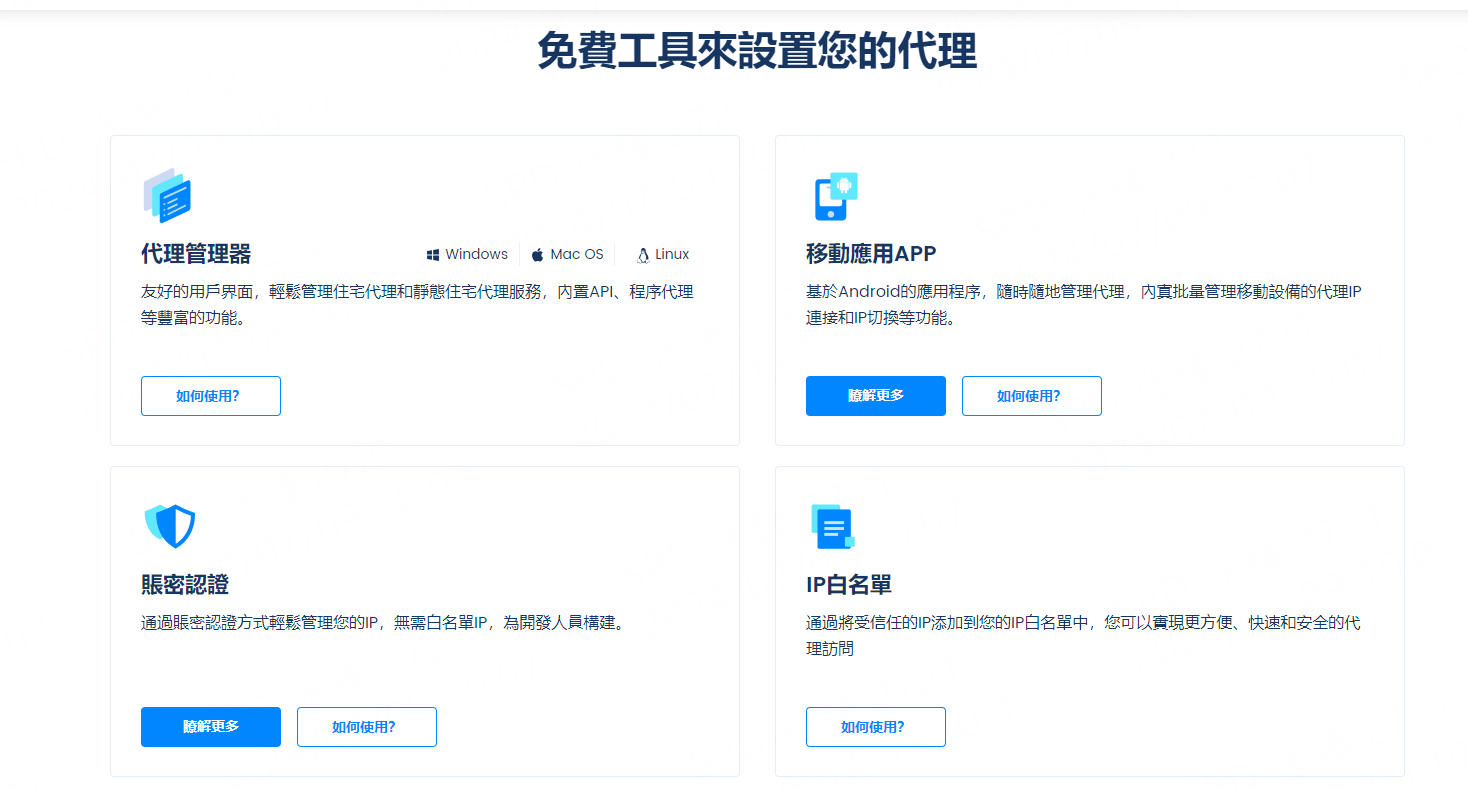 免費工具來設置您的代理
代理管理器
Windows
Mac OS
Linux
友好的用戶界面，輕鬆管理住宅代理和靜態住宅代理服務，內置API、程序代理
等豐富的功能。
如何使用?
移動應用APP
基於Android的應用程序，隨時隨地管理代理，内寘批量管理移動設備的代理IP
連接和IP切換等功能。
瞭解更多
如何使用?
賬密認證
通過賬密認證方式輕鬆管理您的IP，無需白名單IP，為開發人員構建。
瞭解更多
如何使用?
IP白名單
通過將受信任的IP添加到您的IP白名單中，您可以實現更方便、快速和安全的代
理訪問
如何使用?